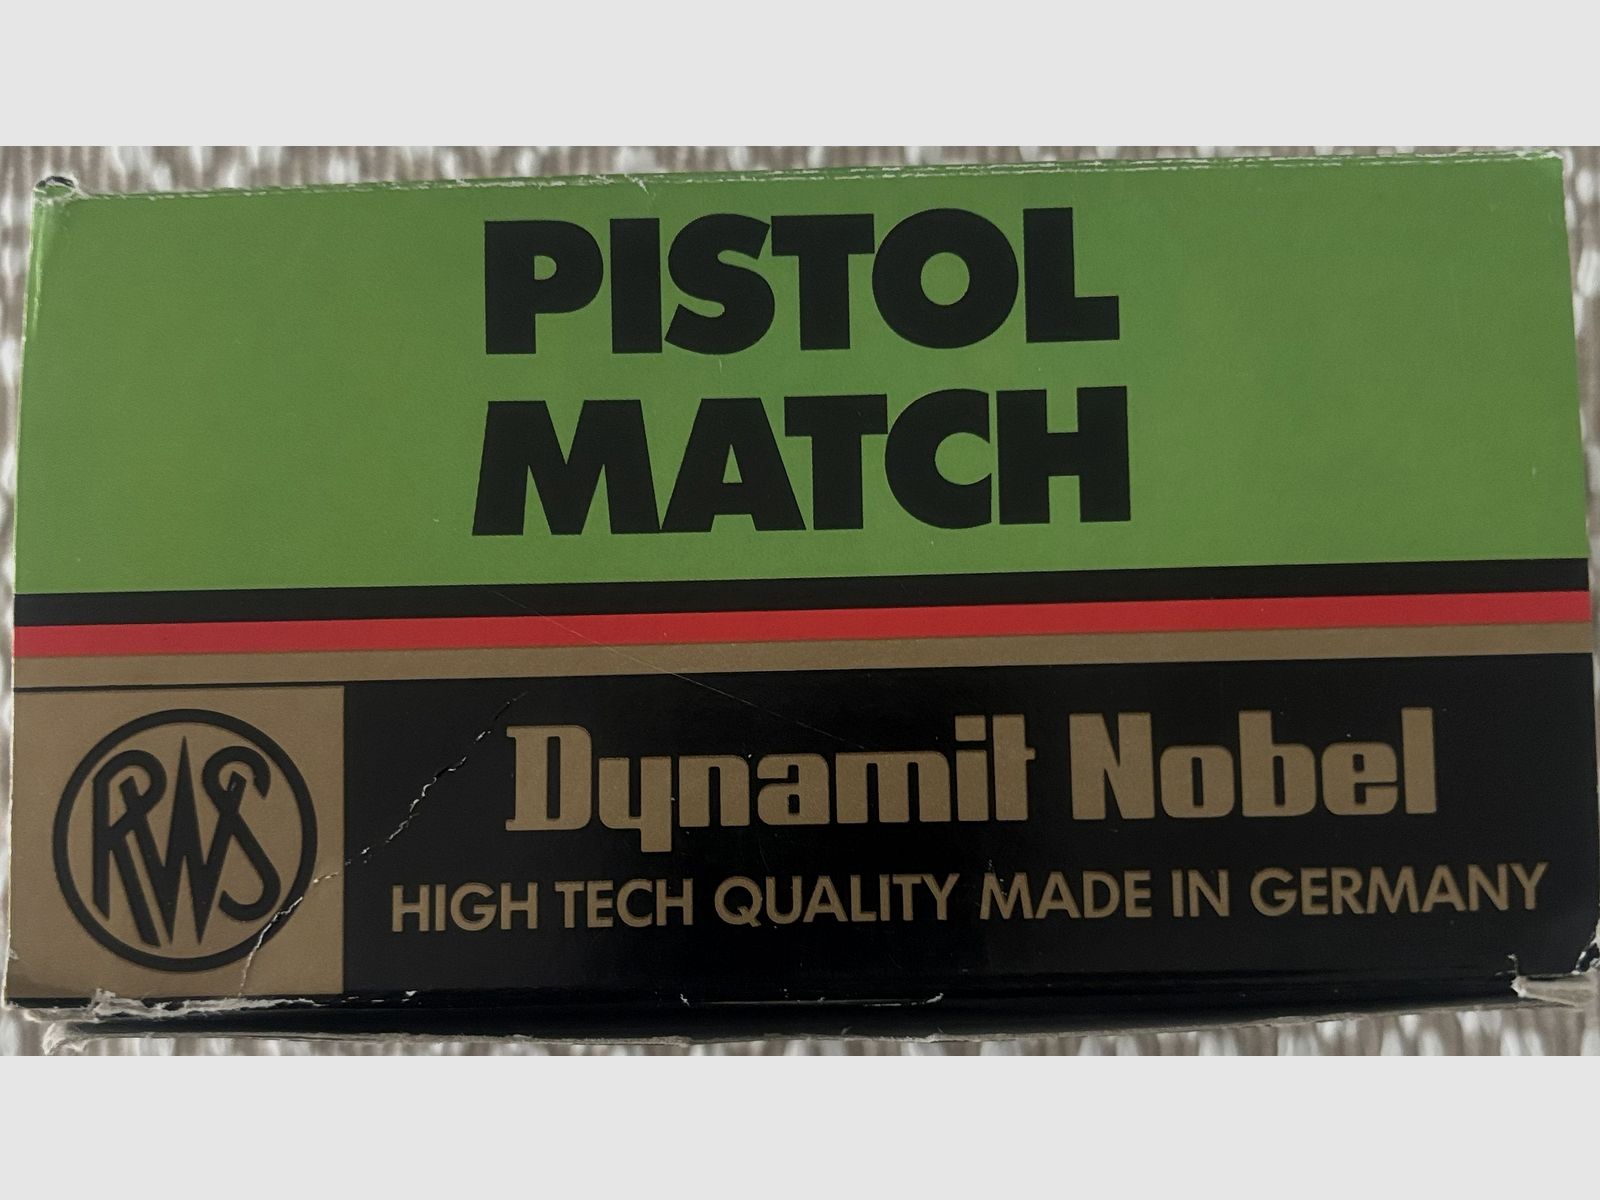 PISTOL
MATCH
RWS
Dynamit Nobel
HIGH TECH QUALITY MADE IN GERMANY